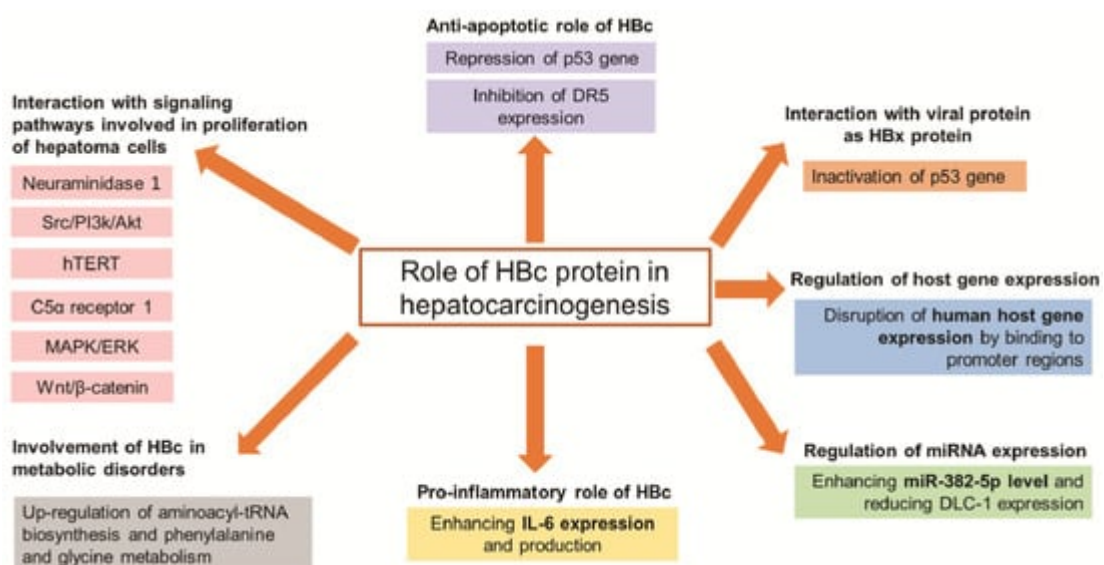 Anti-apoptotic role of HBc
Repression of p53 gene
Inhibition of DR5
expression
Interaction with signaling
pathways involved in proliferation
of hepatoma cells
Neuraminidase 1
Src/PI3k/Akt
hTERT
C5α receptor 1
MAPK/ERK
Wnt/β-catenin
Interaction with viral protein
as HBx protein
Inactivation of p53 gene
Role of HBc protein in
hepatocarcinogenesis
Regulation of host gene expression
Disruption of human host gene
expression by binding to
promoter regions
Involvement of HBc in
metabolic disorders
Up-regulation of aminoacyl-tRNA
biosynthesis and phenylalanine
and glycine metabolism
Pro-inflammatory role of HBc
Enhancing IL-6 expression
and production
Regulation of miRNA expression
Enhancing miR-382-5p level and
reducing DLC-1 expression